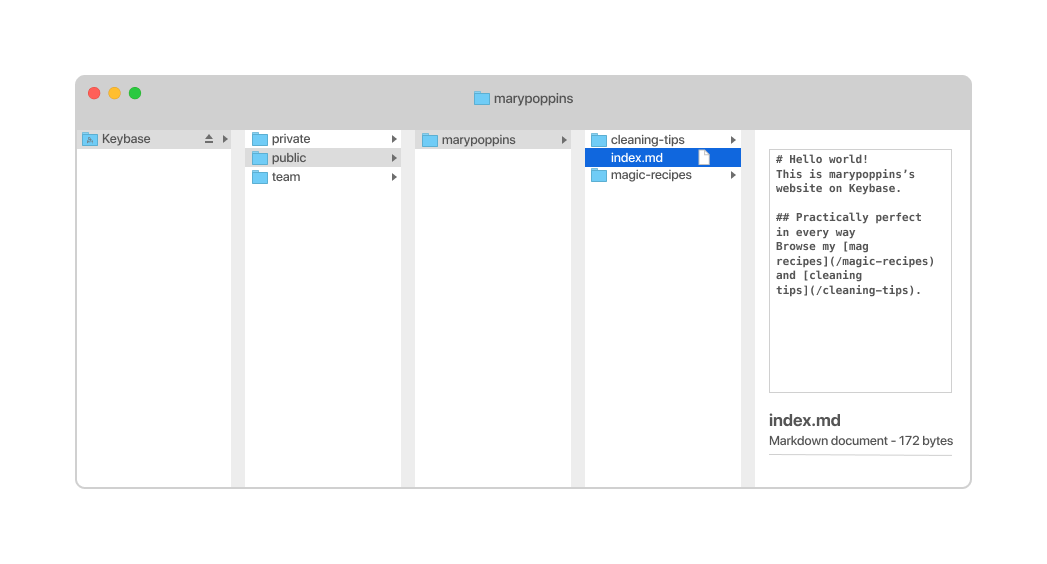 marypoppins
Keybase
private
public
team
marypoppins
cleaning-tips
index.md
magic-recipes
# Hello world!
This is marypoppins’s
website on Keybase.
## Practically perfect
in every way
Browse my [mag
recipes](/magic-recipes)
and [cleaning
tips](/cleaning-tips).
index.md
Markdown document - 172 bytes